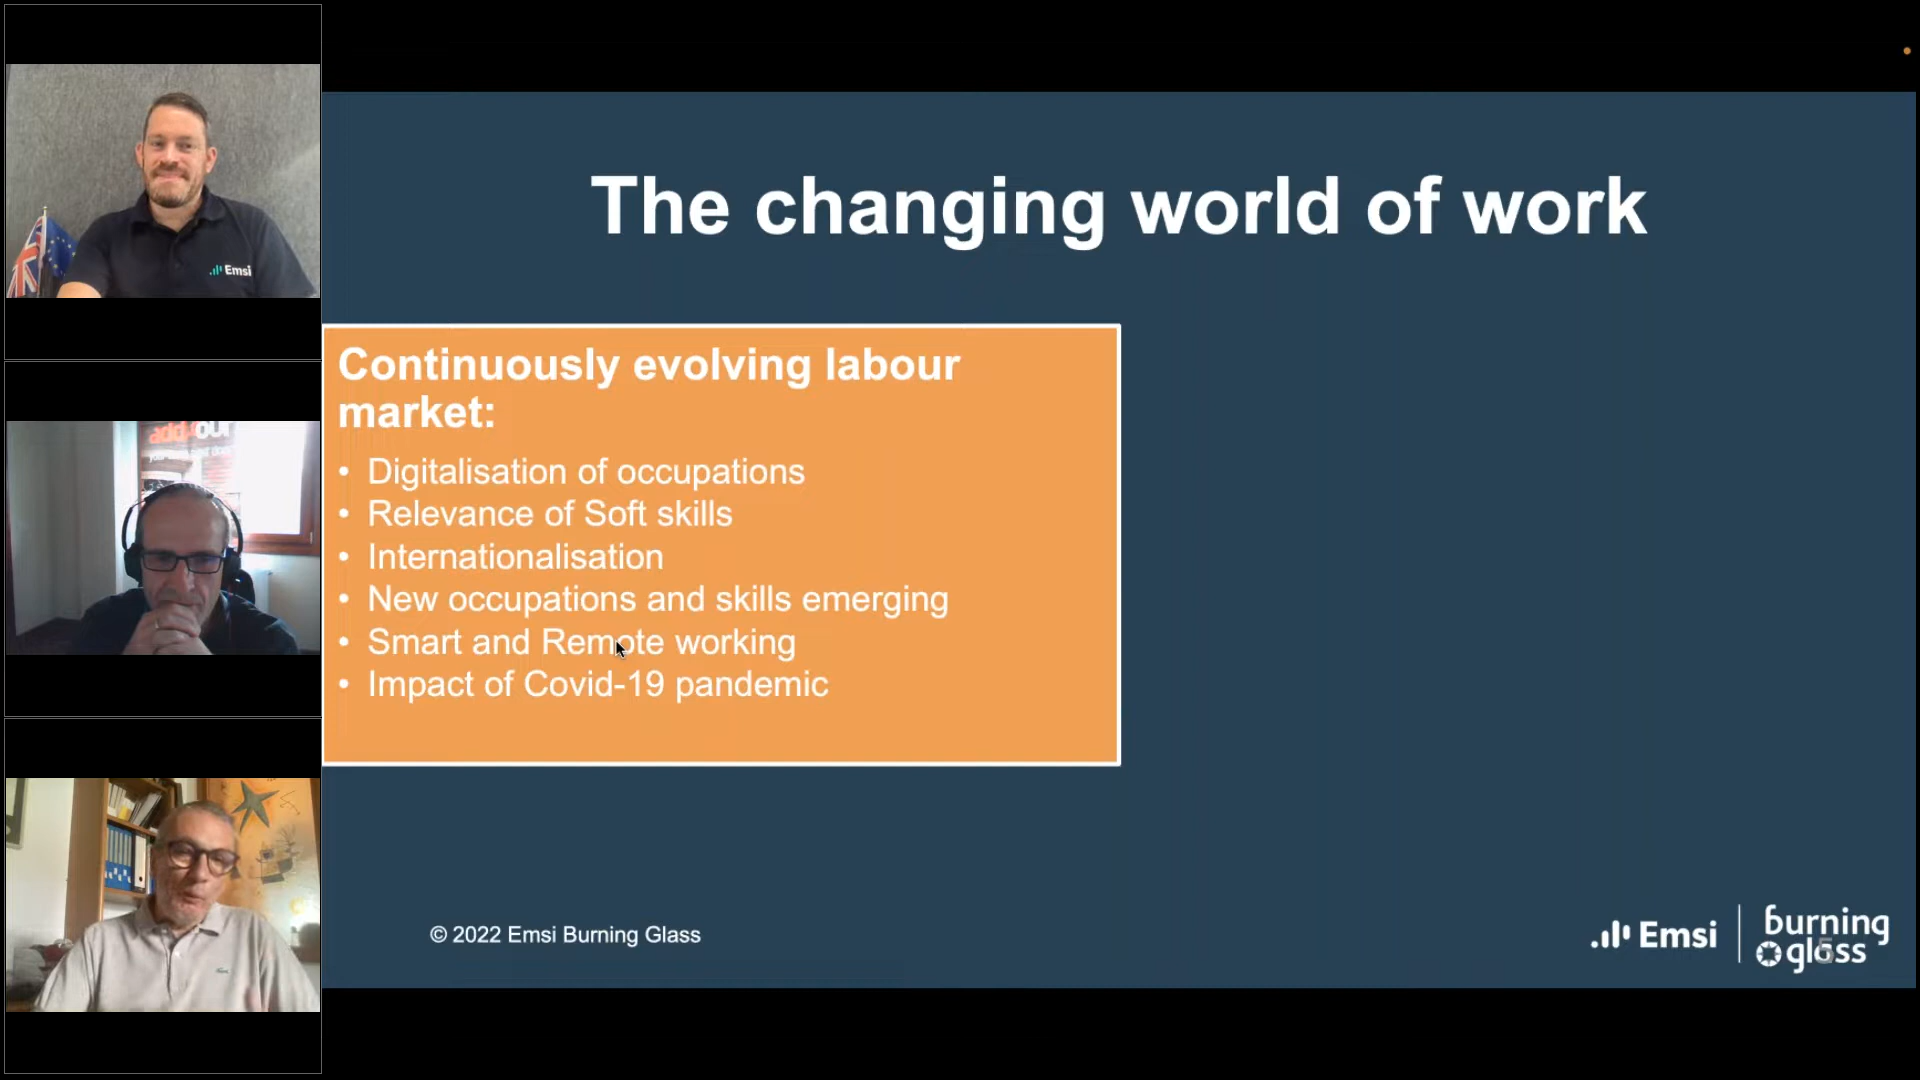 The changing world of work
Continuously evolving labour
market:
• Digitalisation of occupations
• Relevance of Soft skills
• Internationalisation
• New occupations and skills emerging
• Smart and Remote working
• Impact of Covid-19 pandemic
© 2022 Emsi Burning Glass
Emsi
burning
glass
5
Emsi